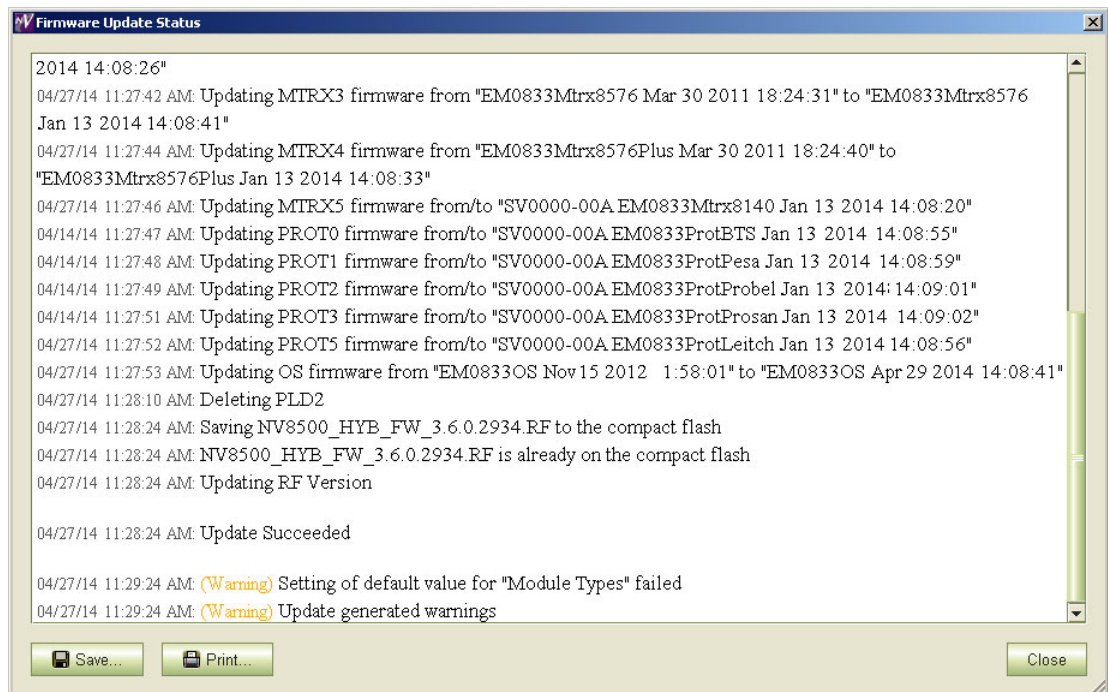 Firmware Update Status
2014 14:08:26"
04/27/14 11:27:42 AM: Updating MTRX3 firmware from "EM0833Mtrx8576 Mar 30 2011 18:24:31" to "EM0833Mtrx8576
Jan 13 2014 14:08:41"
04/27/14 11:27:44 AM: Updating MTRX4 firmware from "EM0833Mtrx8576Plus Mar 30 2011 18:24:40" to
"EM0833Mtrx8576Plus Jan 13 2014 14:08:33"
04/27/14 11:27:46 AM: Updating MTRX5 firmware from/to "SV0000-00A EM0833Mtrx8140 Jan 13 2014 14:08:20"
04/14/14 11:27:47 AM: Updating PROT0 firmware from/to "SV0000-00A EM0833ProtBTS Jan 13 2014 14:08:55"
04/14/14 11:27:48 AM: Updating PROT1 firmware from/to "SV0000-00A EM0833ProtPesa Jan 13 2014 14:08:59"
04/14/14 11:27:49 AM: Updating PROT2 firmware from/to "SV0000-00A EM0833ProtProbel Jan 13 2014: 14:09:01"
04/14/14 11:27:51 AM: Updating PROT3 firmware from/to "SV0000-00A EM0833ProtProsan Jan 13 2014 14:09:02"
04/27/14 11:27:52 AM: Updating PROT5 firmware from/to "SV0000-00A EM0833ProtLeitch Jan 13 2014 14:08:56"
04/27/14 11:27:53 AM: Updating OS firmware from "EM0833OS Nov 15 2012 1:58:01" to "EM0833OS Apr 29 2014 14:08:41"
04/27/14 11:28:10 AM: Deleting PLD2
04/27/14 11:28:24 AM: Saving NV8500_HYB_FW_3.6.0.2934.RF to the compact flash
04/27/14 11:28:24 AM: NV8500_HYB_FW_3.6.0.2934.RF is already on the compact flash
04/27/14 11:28:24 AM: Updating RF Version
04/27/14 11:28:24 AM: Update Succeeded
04/27/14 11:29:24 AM: (Warning) Setting of default value for "Module Types" failed
04/27/14 11:29:24 AM: (Warning) Update generated warnings
Save... Print... Close